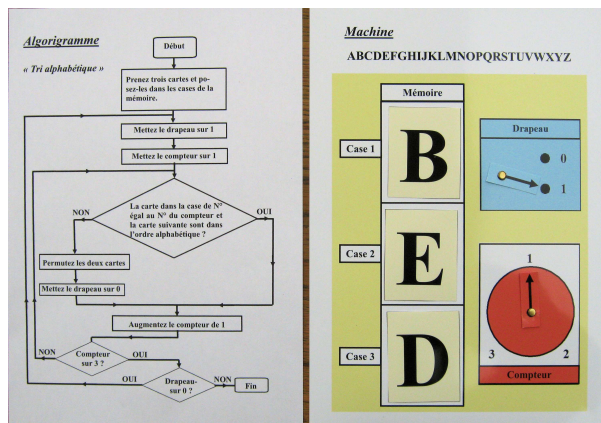 Algorigramme
« Tri alphabétique »
Début
Prenez trois cartes et po-
sez-les dans les cases de la
mémoire.
Mettez le drapeau sur 1
Mettez le compteur sur 1
La carte dans la case de N°
égal au N° du compteur et
la carte suivante sont dans
l'ordre alphabétique ?
NON
OUI
Permutez les deux cartes
Mettez le drapeau sur 0
Augmentez le compteur de 1
Compteur
sur 3 ?
NON
OUI
Drapeau-
sur 0 ?
OUI
NON
Fin
Machine
ABCDEFGHIJKLMNOPQRSTUVWXYZ
Mémoire
Case 1
B
Case 2
E
Case 3
D
Drapeau
0
1
1
3
2
Compteur